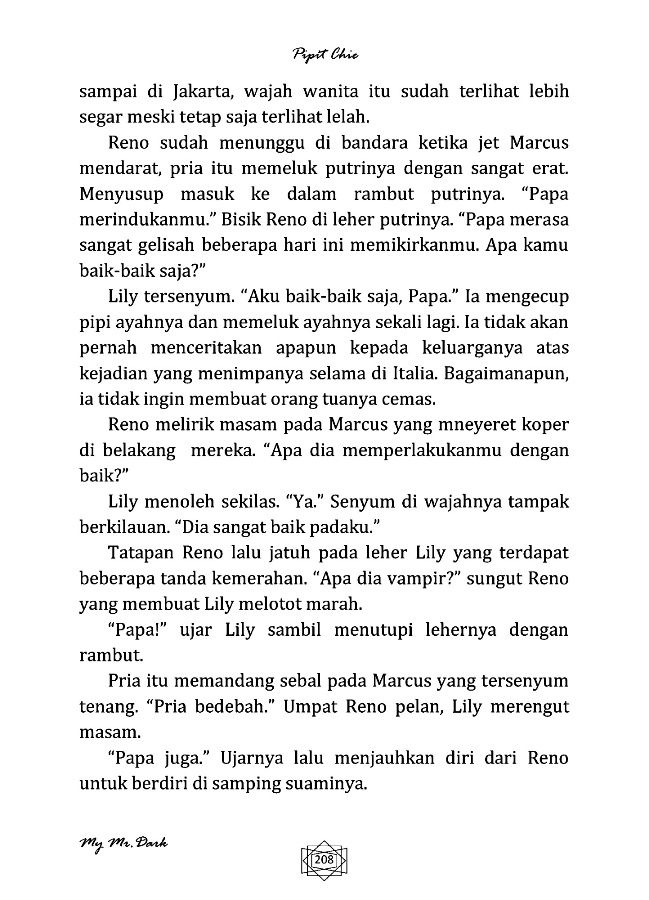 Pipit Chie
sampai di Jakarta, wajah wanita itu sudah terlihat lebih
segar meski tetap saja terlihat lelah.
Reno sudah menunggu di bandara ketika jet Marcus
mendarat, pria itu memeluk putrinya dengan sangat erat.
Menyusup masuk ke dalam rambut putrinya. “Papa
merindukanmu.” Bisik Reno di leher putrinya. “Papa merasa
sangat gelisah beberapa hari ini memikirkanmu. Apa kamu
baik-baik saja?”
Lily tersenyum. “Aku baik-baik saja, Papa.” Ia mengecup
pipi ayahnya dan memeluk ayahnya sekali lagi. Ia tidak akan
pernah menceritakan apapun kepada keluarganya atas
kejadian yang menimpanya selama di Italia. Bagaimanapun,
ia tidak ingin membuat orang tuanya cemas.
Reno melirik masam pada Marcus yang mneyeret koper
di belakang mereka. “Apa dia memperlakukanmu dengan
baik?”
Lily menoleh sekilas. “Ya.” Senyum di wajahnya tampak
berkilauan. “Dia sangat baik padaku.”
Tatapan Reno lalu jatuh pada leher Lily yang terdapat
beberapa tanda kemerahan. “Apa dia vampir?” sungut Reno
yang membuat Lily melotot marah.
“Papa!” ujar Lily sambil menutupi lehernya dengan
rambut.
Pria itu memandang sebal pada Marcus yang tersenyum
tenang. “Pria bedebah.” Umpat Reno pelan, Lily merengut
masam.
“Papa juga.” Ujarnya lalu menjauhkan diri dari Reno
untuk berdiri di samping suaminya.
My Mr. Dark
208